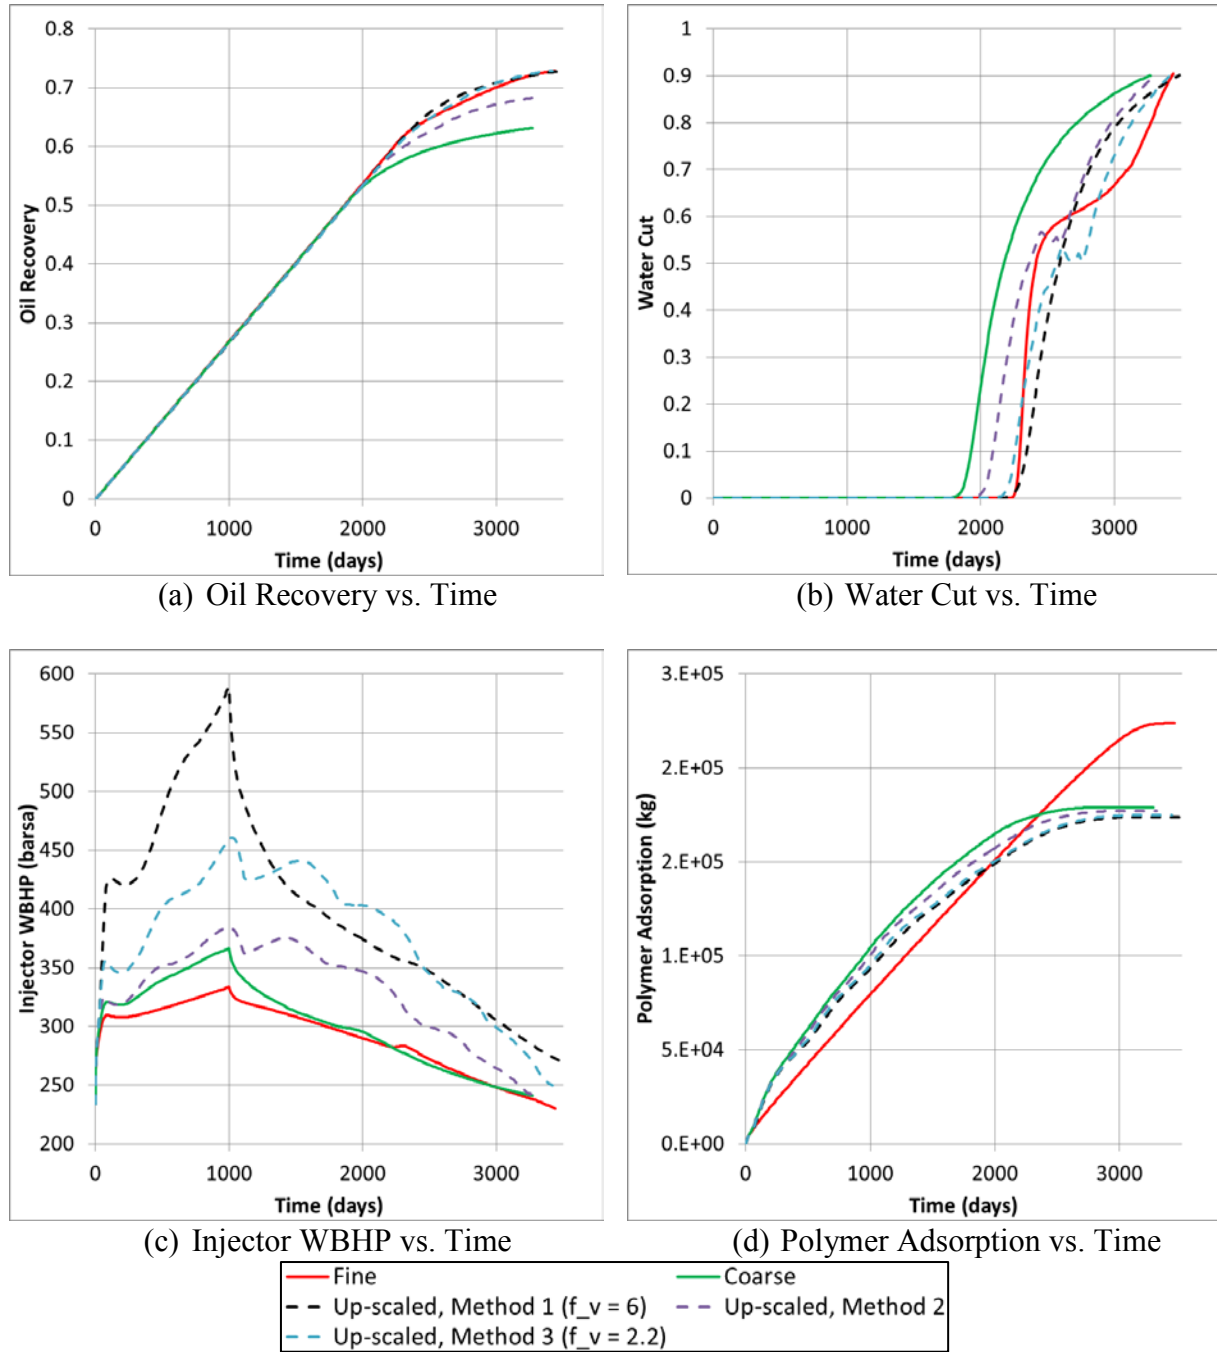 0.8
0.7
0.6
0.5
0.4
0.3
0.2
0.1
0
Oil Recovery
0 1000 2000 3000
Time (days)
(a) Oil Recovery vs. Time
1
0.9
0.8
0.7
0.6
0.5
0.4
0.3
0.2
0.1
0
Water Cut
0 1000 2000 3000
Time (days)
(b) Water Cut vs. Time
600
550
500
450
400
350
300
250
200
Injector WBHP (barsa)
0 1000 2000 3000
Time (days)
(c) Injector WBHP vs. Time
3.E+05
2.E+05
2.E+05
1.E+05
5.E+04
0.E+00
Polymer Adsorption (kg)
0 1000 2000 3000
Time (days)
(d) Polymer Adsorption vs. Time
Fine Coarse
Up-scaled, Method 1 (f_v = 6) Up-scaled, Method 2
Up-scaled, Method 3 (f_v = 2.2)